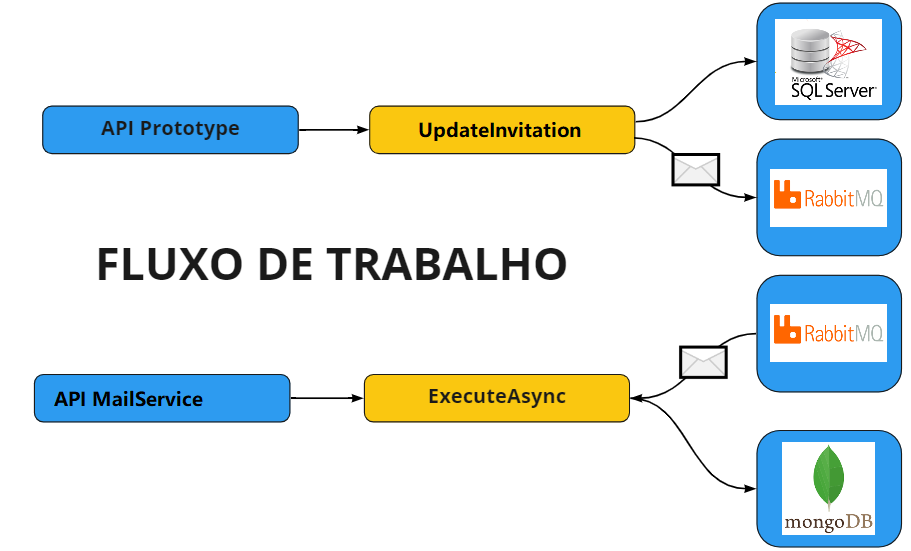 Microsoft®
SQL Server®
API Prototype
UpdateInvitation
RabbitMQ
FLUXO DE TRABALHO
RabbitMQ
API MailService
ExecuteAsync
mongoDB